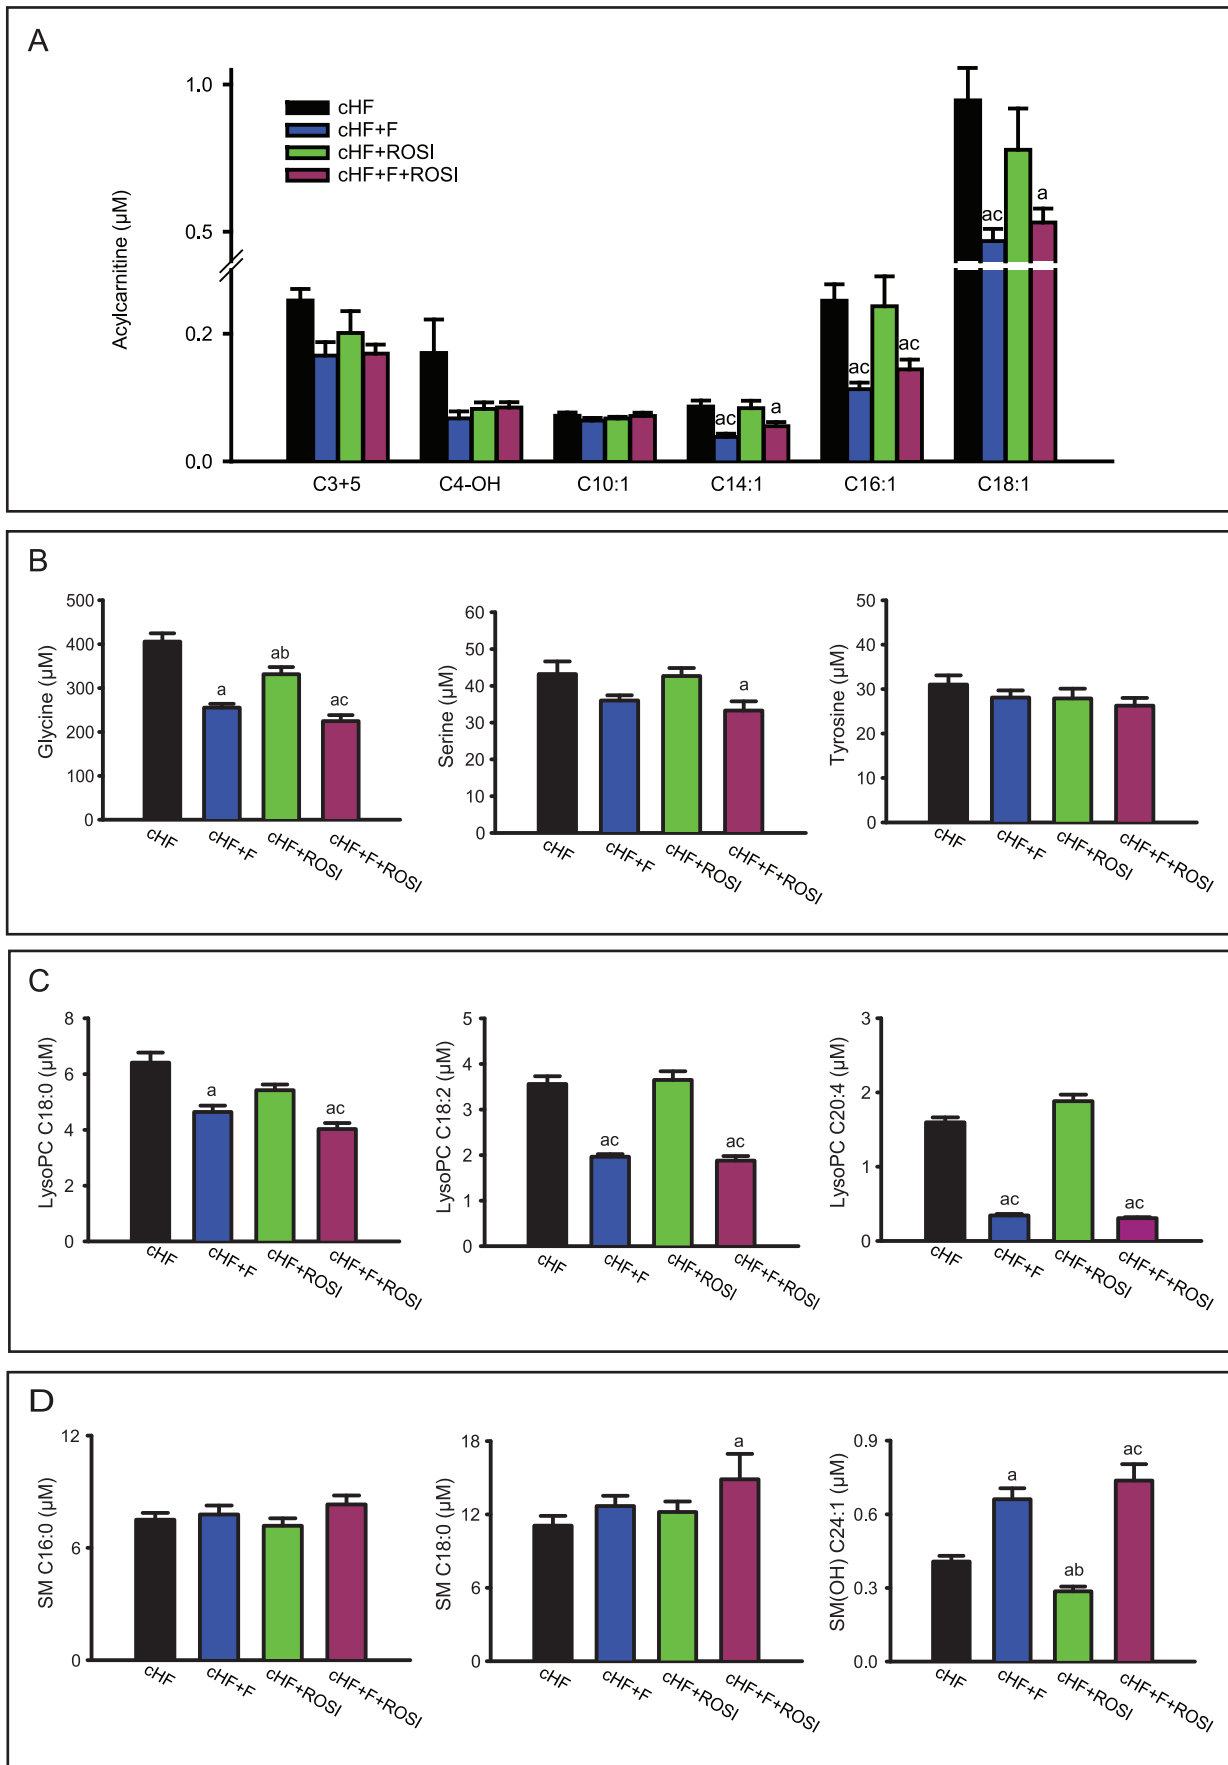 A
Acylcarnitine (µM)
1.0
0.5
0.2
0.0
cHF
cHF+F
cHF+ROSI
cHF+F+ROSI
ac
a
ac
ac
ac
a
C3+5 C4-OH C10:1 C14:1 C16:1 C18:1
B
Glycine (µM)
500
400
300
200
100
0
a
ab
ac
cHF
cHF+F
cHF+ROSI
cHF+F+ROSI
Serine (µM)
60
50
40
30
20
10
0
a
cHF
cHF+F
cHF+ROSI
cHF+F+ROSI
Tyrosine (µM)
50
40
30
20
10
0
cHF
cHF+F
cHF+ROSI
cHF+F+ROSI
C
LysoPC C18:0 (µM)
8
6
4
2
0
a
ac
cHF
cHF+F
cHF+ROSI
cHF+F+ROSI
LysoPC C18:2 (µM)
5
4
3
2
1
0
ac
ac
cHF
cHF+F
cHF+ROSI
cHF+F+ROSI
LysoPC C20:4 (µM)
3
2
1
0
ac
ac
cHF
cHF+F
cHF+ROSI
cHF+F+ROSI
D
SM C16:0 (µM)
12
6
0
cHF
cHF+F
cHF+ROSI
cHF+F+ROSI
SM C18:0 (µM)
18
12
6
0
a
cHF
cHF+F
cHF+ROSI
cHF+F+ROSI
SM(OH) C24:1 (µM)
0.9
0.6
0.3
0.0
a
ab
ac
cHF
cHF+F
cHF+ROSI
cHF+F+ROSI